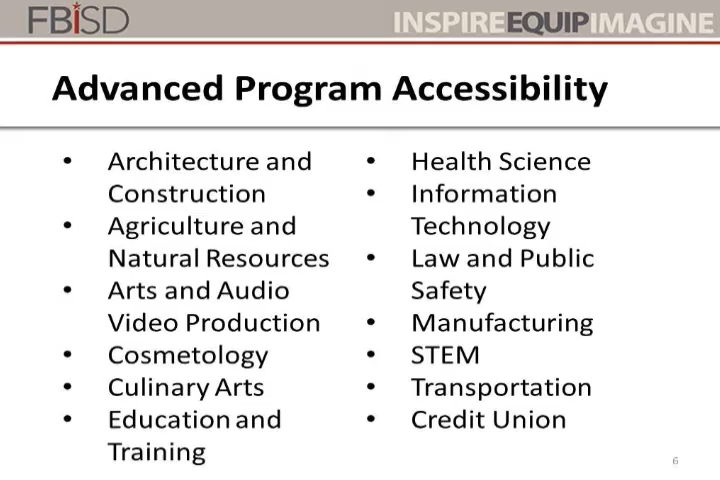 FBISD
INSPIREEQUIPIMAGINE
Advanced Program Accessibility
• Architecture and
Construction
• Agriculture and
Natural Resources
• Arts and Audio
Video Production
• Cosmetology
• Culinary Arts
• Education and
Training
• Health Science
• Information
Technology
• Law and Public
Safety
• Manufacturing
• STEM
• Transportation
• Credit Union
6